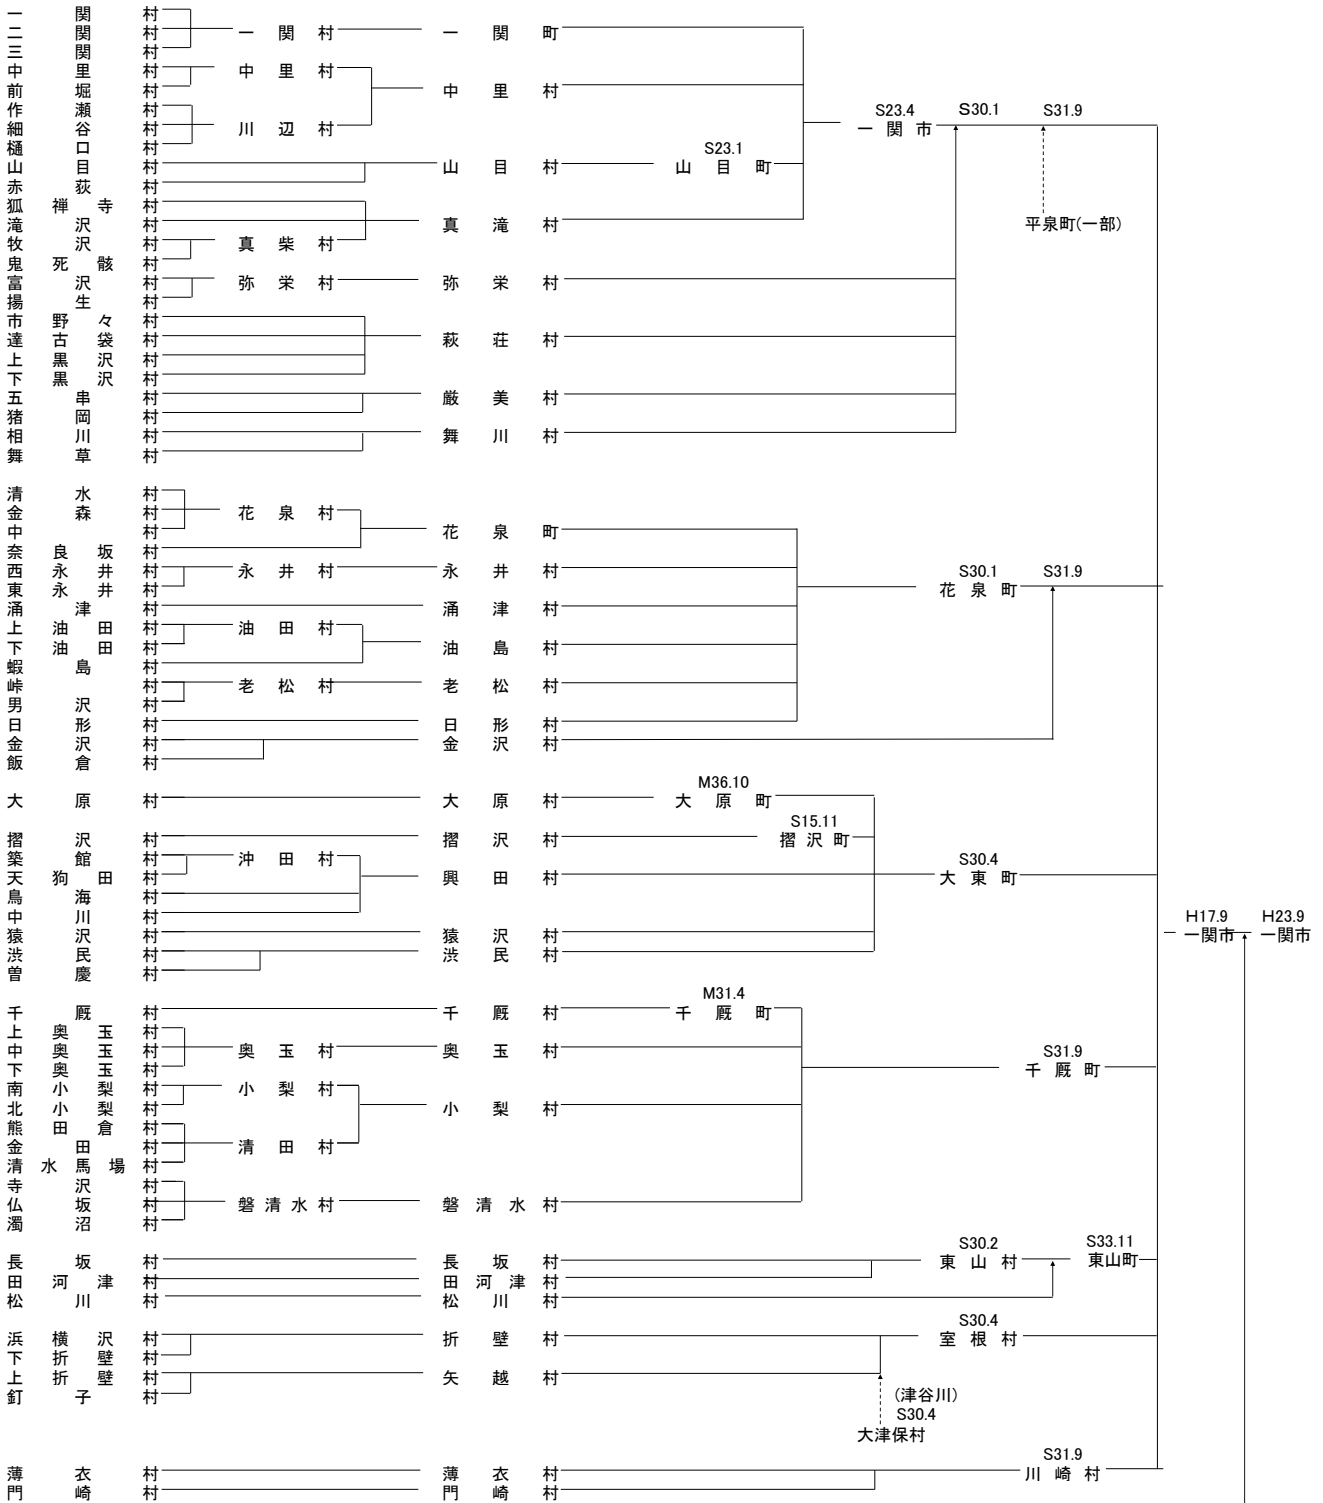 一関村
二関村 一関村 一関町
三関村
中里村 中里村
前堀村 中里村
作瀬村 S23.4 S30.1 S31.9
細谷村 川辺村 一関市
樋口村 S23.1
山目村 山目村 山目町
赤荻村
狐禅寺村
滝沢村 真滝村 平泉町(一部)
牧沢村 真柴村
鬼死骸村
富沢村 弥栄村 弥栄村
揚生村
市野々村
達古袋村 萩荘村
上黒沢村
下黒沢村
五串村 厳美村
猪岡村
相川村 舞川村
舞草村
清水村
金森村 花泉村
中村 花泉町
奈良坂村
西永井村 永井村 永井村 S30.1 S31.9
東永井村 花泉町
涌津村 涌津村
上油田村 油田村
下油田村 油島村
蝦島村
峠村 老松村 老松村
男沢村
日形村 日形村
金沢村 金沢村
飯倉村
M36.10
大原村 大原村 大原町
S15.11
摺沢村 摺沢村 摺沢町
築館村 沖田村 S30.4
天狗田村 興田村 大東町
鳥海村
中川村 H17.9 H23.9
猿沢村 猿沢村 一関市 一関市
渋民村 渋民村
曽慶村
M31.4
千厩村 千厩村 千厩町
上奥玉村
中奥玉村 奥玉村 奥玉村 S31.9
下奥玉村 千厩町
南小梨村 小梨村
北小梨村 小梨村
熊田倉村
金田村 清田村
清水馬場村
寺沢村
仏坂村 磐清水村 磐清水村
濁沼村
S30.2 S33.11
長坂村 長坂村 東山村 東山町
田河津村 田河津村
松川村 松川村
S30.4
浜横沢村 折壁村 室根村
下折壁村
上折壁村 矢越村
釘子村 (津谷川)
S30.4
大津保村
S31.9
薄衣村 薄衣村 川崎村
門崎村 門崎村